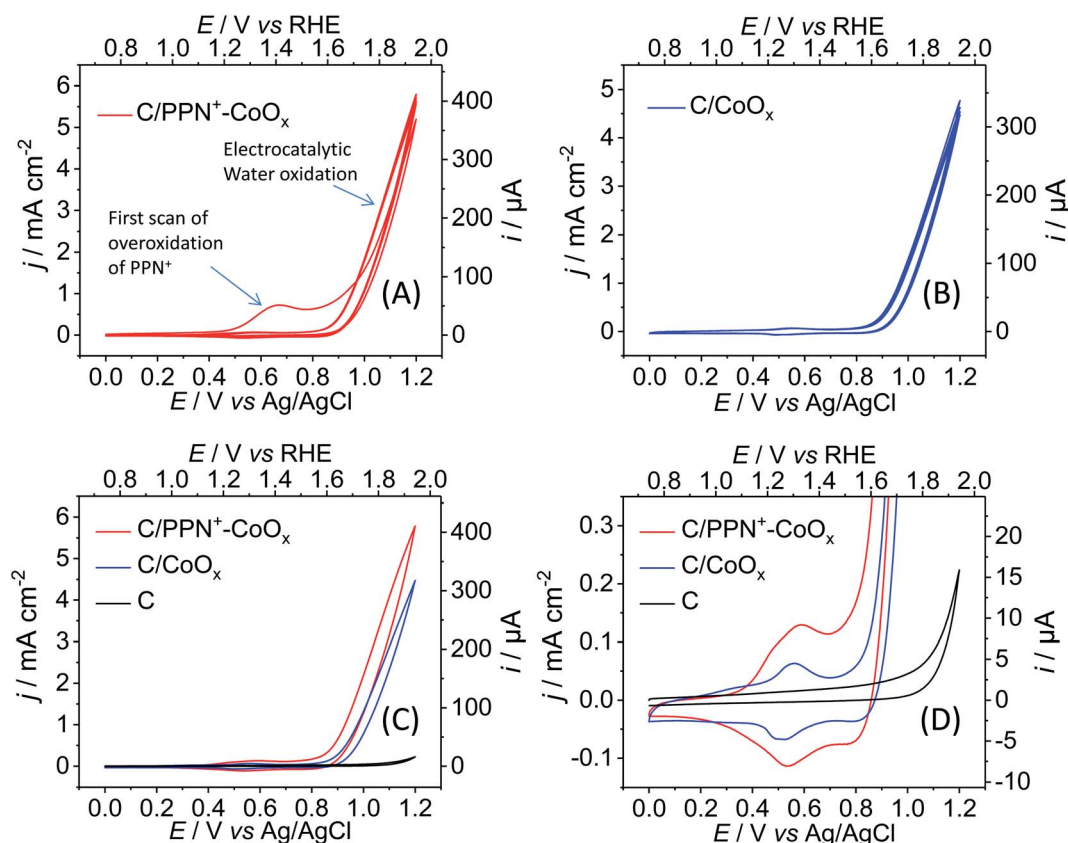 E / V vs RHE
0.8 1.0 1.2 1.4 1.6 1.8 2.0
6
5
4
3
2
1
0
j / mA cm⁻²
C/PPN⁺-CoOₓ
Electrocatalytic
Water oxidation
First scan of
overoxidation
of PPN⁺
(A)
400
300
200
100
0
i / µA
0.0 0.2 0.4 0.6 0.8 1.0 1.2
E / V vs Ag/AgCl
E / V vs RHE
0.8 1.0 1.2 1.4 1.6 1.8 2.0
5
4
3
2
1
0
j / mA cm⁻²
C/CoOₓ
(B)
300
200
100
0
i / µA
0.0 0.2 0.4 0.6 0.8 1.0 1.2
E / V vs Ag/AgCl
E / V vs RHE
0.8 1.0 1.2 1.4 1.6 1.8 2.0
6
5
4
3
2
1
0
j / mA cm⁻²
C/PPN⁺-CoOₓ
C/CoOₓ
C
(C)
400
300
200
100
0
i / µA
0.0 0.2 0.4 0.6 0.8 1.0 1.2
E / V vs Ag/AgCl
E / V vs RHE
0.8 1.0 1.2 1.4 1.6 1.8 2.0
0.3
0.2
0.1
0.0
-0.1
j / mA cm⁻²
C/PPN⁺-CoOₓ
C/CoOₓ
C
(D)
20
15
10
5
0
-5
-10
i / µA
0.0 0.2 0.4 0.6 0.8 1.0 1.2
E / V vs Ag/AgCl